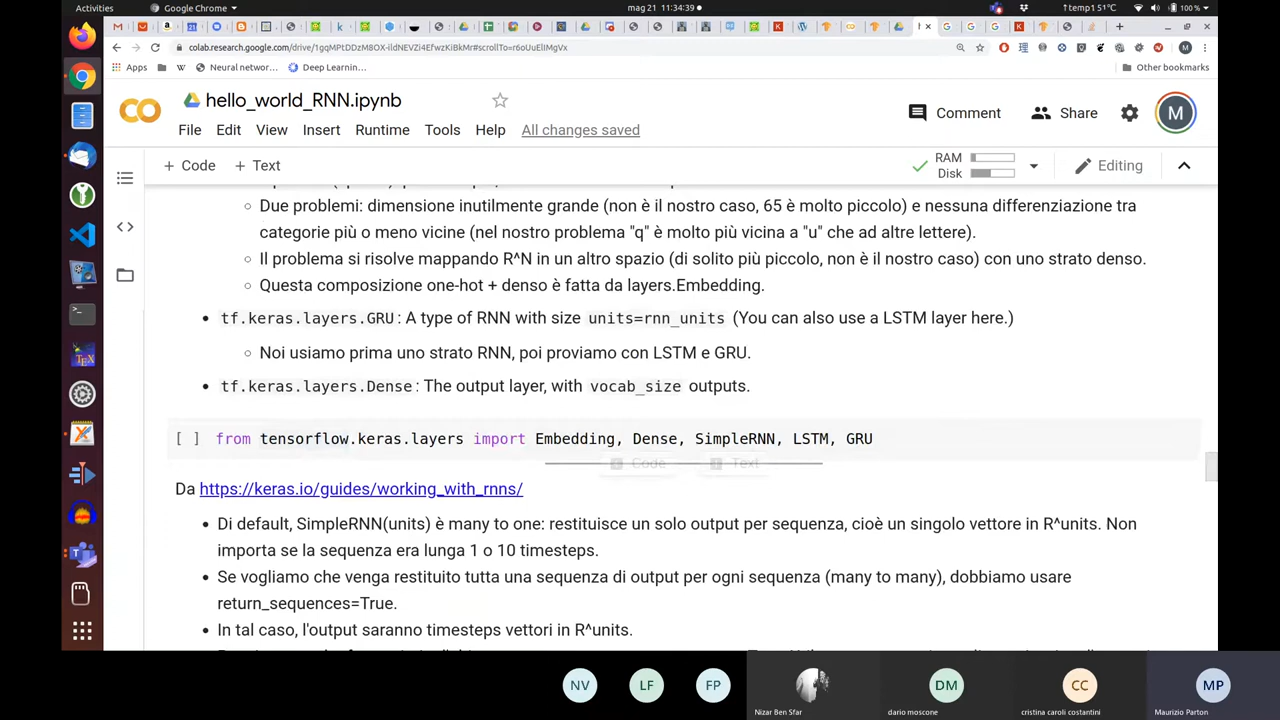 Activities
Google Chrome
mag 21 11:34:39
temp1 51°C
100 %
colab.research.google.com/drive/1gqMPtDDzM8OX-ildNEVZi4EfwzKiBkMr#scrollTo=r6oUuElIMgVx
Apps
W
Neural networ...
Deep Learnin...
Other bookmarks
hello_world_RNN.ipynb
Comment
Share
M
File Edit View Insert Runtime Tools Help All changes saved
+ Code + Text
RAM
Disk
Editing
Due problemi: dimensione inutilmente grande (non è il nostro caso, 65 è molto piccolo) e nessuna differenziazione tra
categorie più o meno vicine (nel nostro problema "q" è molto più vicina a "u" che ad altre lettere).
Il problema si risolve mappando R^N in un altro spazio (di solito più piccolo, non è il nostro caso) con uno strato denso.
Questa composizione one-hot + denso è fatta da layers.Embedding.
tf.keras.layers.GRU: A type of RNN with size units=rnn_units (You can also use a LSTM layer here.)
Noi usiamo prima uno strato RNN, poi proviamo con LSTM e GRU.
tf.keras.layers.Dense: The output layer, with vocab_size outputs.
[ ] from tensorflow.keras.layers import Embedding, Dense, SimpleRNN, LSTM, GRU
Code
Text
Da https://keras.io/guides/working_with_rnns/
Di default, SimpleRNN(units) è many to one: restituisce un solo output per sequenza, cioè un singolo vettore in R^units. Non
importa se la sequenza era lunga 1 o 10 timesteps.
Se vogliamo che venga restituito tutta una sequenza di output per ogni sequenza (many to many), dobbiamo usare
return_sequences=True.
In tal caso, l'output saranno timesteps vettori in R^units.
NV
LF
FP
DM
CC
MP
Nizar Ben Sfar
dario moscone
cristina caroli costantini
Maurizio Parton